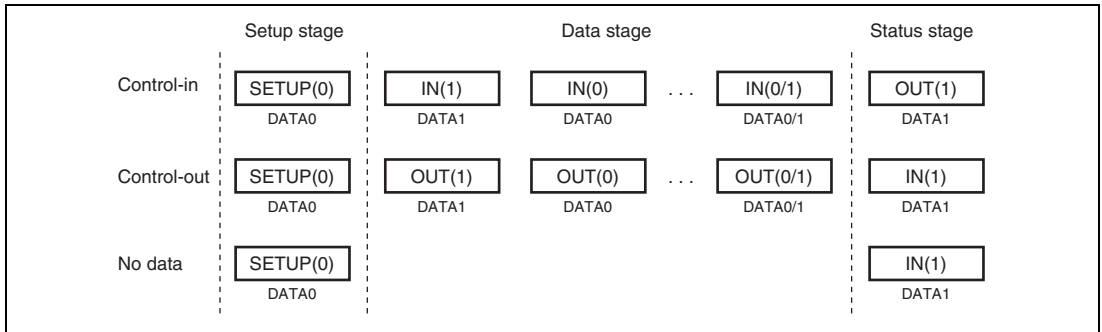 Setup stage Data stage Status stage
Control-in SETUP(0) IN(1) IN(0) . . . IN(0/1) OUT(1)
DATA0 DATA1 DATA0 DATA0/1 DATA1
Control-out SETUP(0) OUT(1) OUT(0) . . . OUT(0/1) IN(1)
DATA0 DATA1 DATA0 DATA0/1 DATA1
No data SETUP(0) IN(1)
DATA0 DATA1